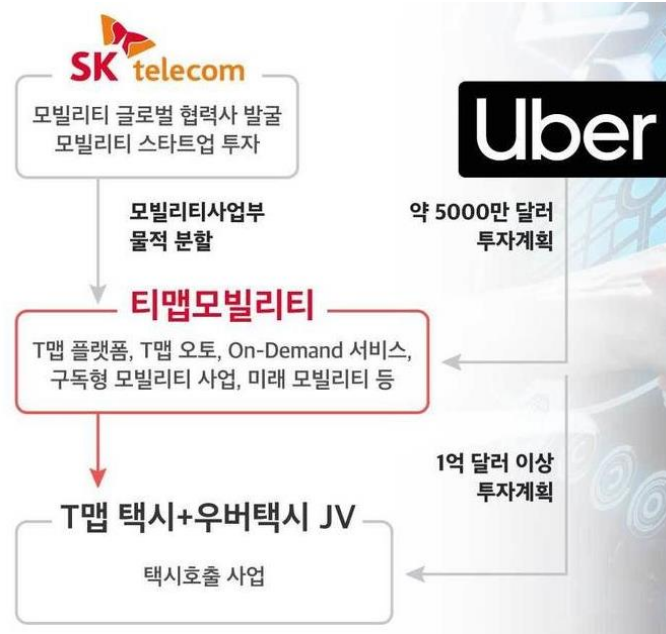 SK telecom
모빌리티 글로벌 협력사 발굴
모빌리티 스타트업 투자
Uber
모빌리티사업부
물적 분할
약 5000만 달러
투자계획
티맵모빌리티
T맵 플랫폼, T맵 오토, On-Demand 서비스,
구독형 모빌리티 사업, 미래 모빌리티 등
1억 달러 이상
투자계획
T맵 택시+우버택시 JV
택시호출 사업